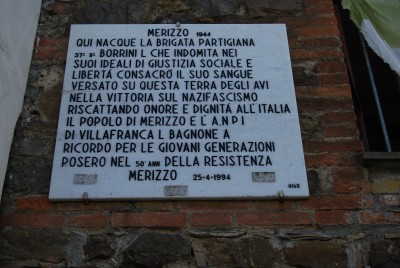 MERIZZO 1944
QUI NACQUE LA BRIGATA PARTIGIANA
37ª Bª BORRINI L CHE INDOMITA NEI
SUOI IDEALI DI GIUSTIZIA SOCIALE E
LIBERTÀ CONSACRÒ IL SUO SANGUE
VERSATO SU QUESTA TERRA DEGLI AVI
NELLA VITTORIA SUL NAZIFASCISMO
RISCATTANDO ONORE E DIGNITÀ ALL'ITALIA
IL POPOLO DI MERIZZO E L'A.N.P.I
DI VILLAFRANCA L BAGNONE A
RICORDO PER LE GIOVANI GENERAZIONI
POSERO NEL 50° ANN DELLA RESISTENZA
MERIZZO 25-4-1994